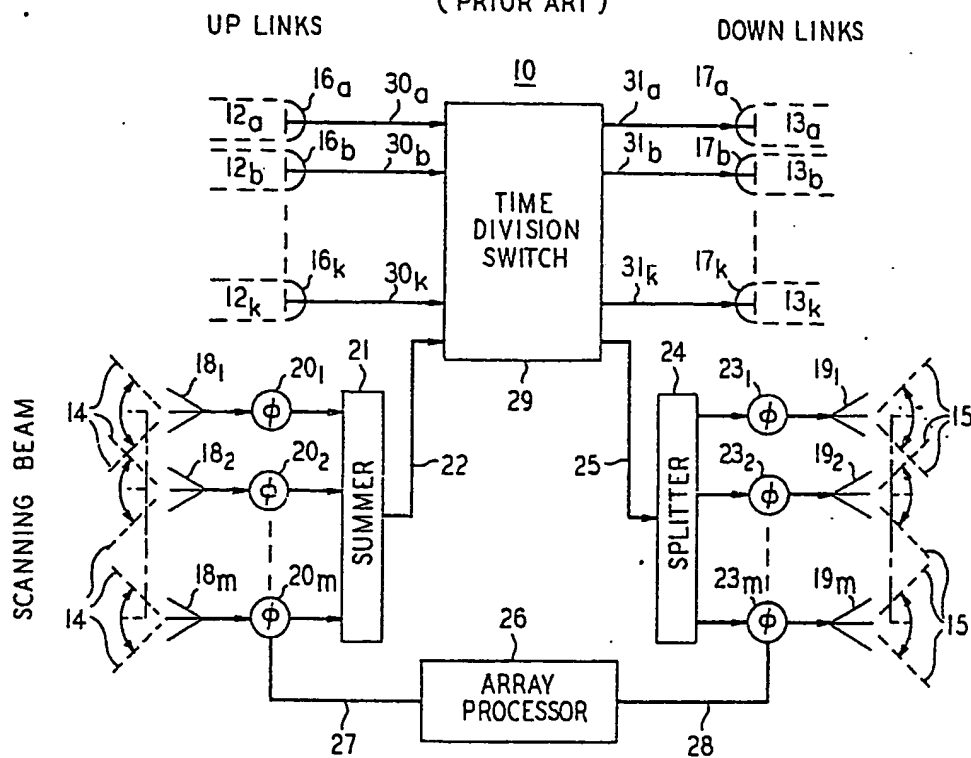 ( PRIOR ART )
UP LINKS
DOWN LINKS
10
16a
30a
31a
17a
12a
13a
16b
30b
31b
17b
12b
13b
TIME
DIVISION
SWITCH
16k
30k
31k
17k
12k
13k
29
SCANNING BEAM
14
18₁
20₁
21
24
23₁
19₁
15
ϕ
ϕ
18₂
20₂
22
25
23₂
19₂
ϕ
ϕ
SUMMER
SPLITTER
14
18m
20m
23m
19m
15
ϕ
ϕ
26
ARRAY
PROCESSOR
27
28